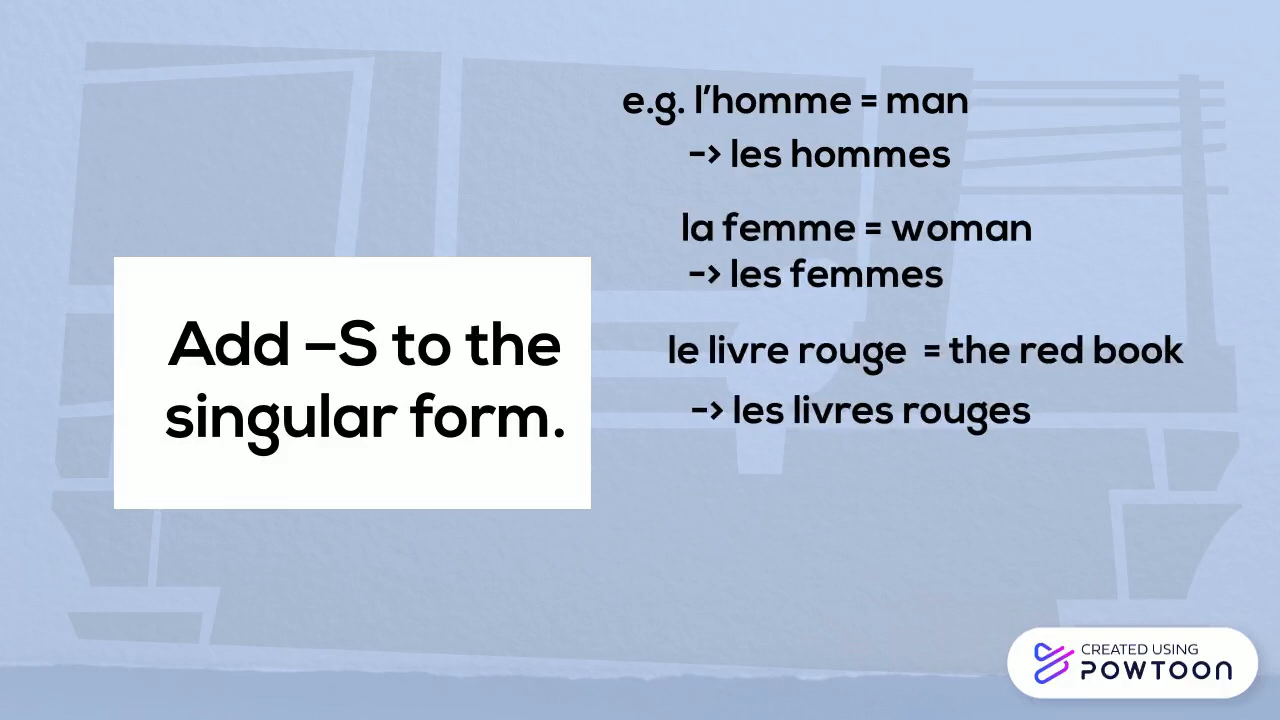 Add –S to the
singular form.
e.g. l’homme = man
-> les hommes
la femme = woman
-> les femmes
le livre rouge = the red book
-> les livres rouges
CREATED USING
POWTOON